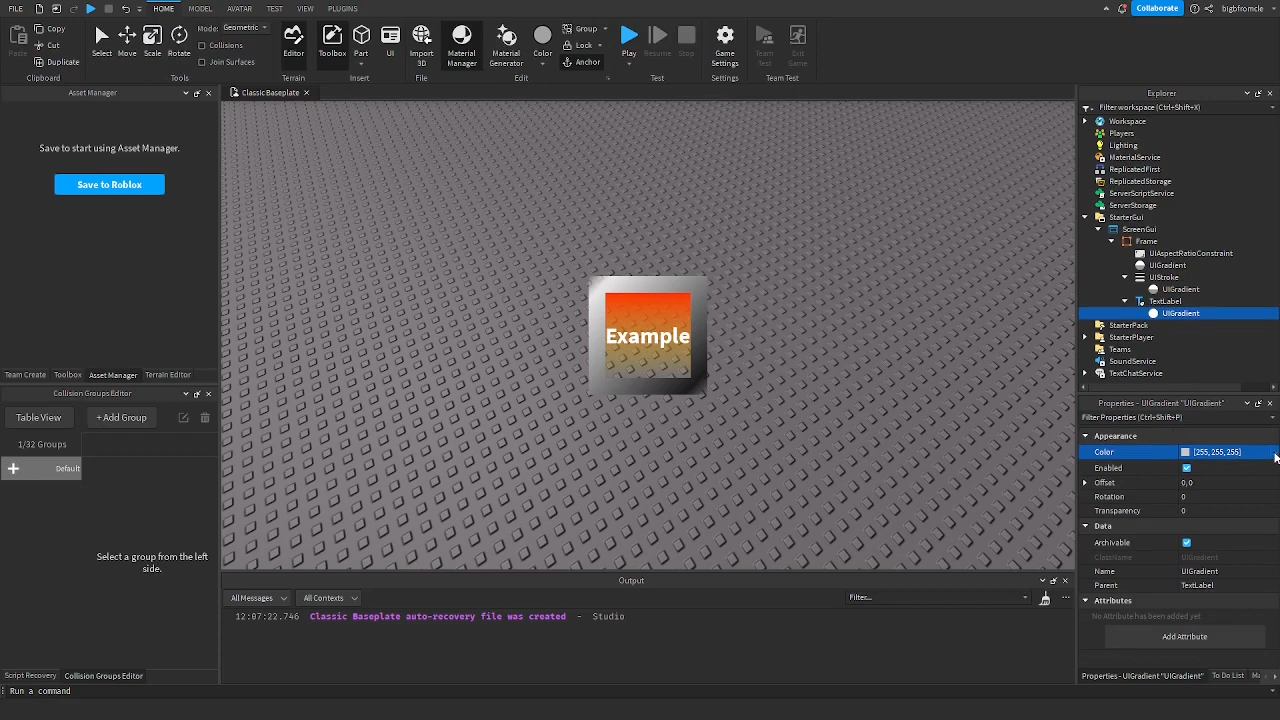 FILE HOME MODEL AVATAR TEST VIEW PLUGINS Collaborate bigbfromcle
Paste Copy Cut Duplicate Clipboard
Select Move Scale Rotate Mode: Geometric Collisions Join Surfaces Tools
Editor Terrain
Toolbox Part UI Insert
Import 3D File
Material Manager Material Generator Color Group Lock Anchor Edit
Play Resume Stop Test
Game Settings Settings
Team Test Exit Game Team Test
Asset Manager
Save to start using Asset Manager.
Save to Roblox
Team Create Toolbox Asset Manager Terrain Editor
Collision Groups Editor
Table View + Add Group
1/32 Groups
Default
Select a group from the left side.
Script Recovery Collision Groups Editor
Run a command
Classic Baseplate
Example
Output
All Messages All Contexts Filter...
12:07:22.746 Classic Baseplate auto-recovery file was created - Studio
Explorer
Filter workspace (Ctrl+Shift+X)
Workspace
Players
Lighting
MaterialService
ReplicatedFirst
ReplicatedStorage
ServerScriptService
ServerStorage
StarterGui
ScreenGui
Frame
UIAspectRatioConstraint
UIGradient
UIStroke
UIGradient
TextLabel
UIGradient
StarterPack
StarterPlayer
Teams
SoundService
TextChatService
Properties - UIGradient "UIGradient"
Filter Properties (Ctrl+Shift+P)
Appearance
Color [255, 255, 255]
Enabled
Offset 0,0
Rotation 0
Transparency 0
Data
Archivable
ClassName UIGradient
Name UIGradient
Parent TextLabel
Attributes
No Attribute has been added yet
Add Attribute
Properties - UIGradient "UIGradient" To Do List